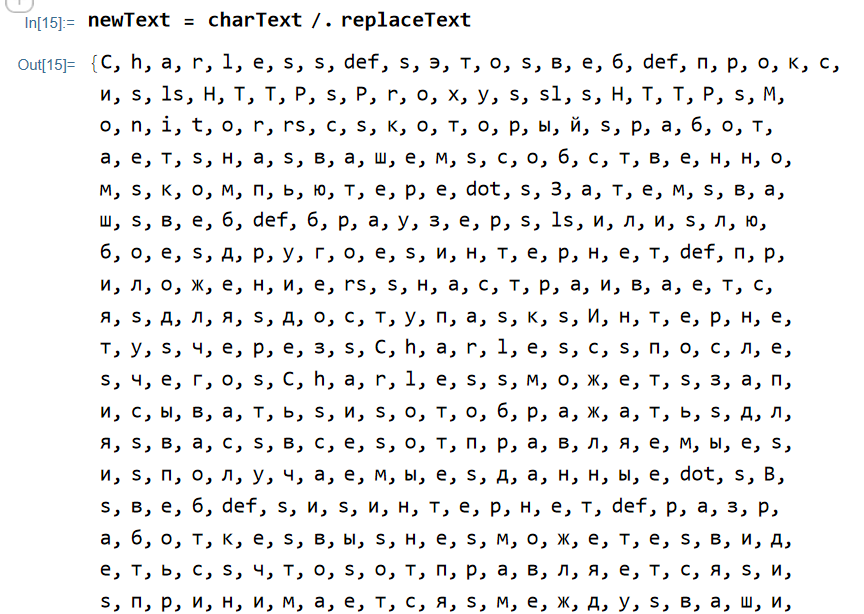 In[15]:= newText = charText /. replaceText
Out[15]= {C, h, a, r, l, e, s, s, def, s, э, т, о, s, в, е, б, def, п, р, о, к, с,
и, s, ls, H, T, T, P, s, P, r, o, x, y, s, sl, s, H, T, T, P, s, M,
o, n, i, t, o, r, rs, c, s, к, о, т, о, р, ы, й, s, р, а, б, о, т,
а, е, т, s, н, а, s, в, а, ш, е, м, s, с, о, б, с, т, в, е, н, н, о,
м, s, к, о, м, п, ь, ю, т, е, р, е, dot, s, З, а, т, е, м, s, в, а,
ш, s, в, е, б, def, б, р, а, у, з, е, р, s, ls, и, л, и, s, л, ю,
б, о, е, s, д, р, у, г, о, е, s, и, н, т, е, р, н, е, т, def, п, р,
и, л, о, ж, е, н, и, е, rs, s, н, а, с, т, р, а, и, в, а, е, т, с,
я, s, д, л, я, s, д, о, с, т, у, п, а, s, к, s, И, н, т, е, р, н, е,
т, у, s, ч, е, р, е, з, s, C, h, a, r, l, e, s, c, s, п, о, с, л, е,
s, ч, е, г, о, s, C, h, a, r, l, e, s, s, м, о, ж, е, т, s, з, а, п,
и, с, ы, в, а, т, ь, s, и, s, о, т, о, б, р, а, ж, а, т, ь, s, д, л,
я, s, в, а, с, s, в, с, е, s, о, т, п, р, а, в, л, я, е, м, ы, е, s,
и, s, п, о, л, у, ч, а, е, м, ы, е, s, д, а, н, н, ы, е, dot, s, В,
s, в, е, б, def, s, и, s, и, н, т, е, р, н, е, т, def, р, а, з, р,
а, б, о, т, к, е, s, в, ы, s, н, е, s, м, о, ж, е, т, е, s, в, и, д,
е, т, ь, c, s, ч, т, о, s, о, т, п, р, а, в, л, я, е, т, с, я, s, и,
s, п, р, и, н, и, м, а, е, т, с, я, s, м, е, ж, д, у, s, в, а, ш, и,